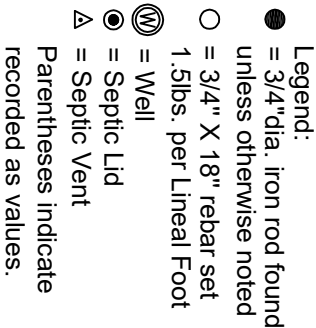 Legend:
= 3/4"dia. iron rod found
unless otherwise noted
= 3/4" X 18" rebar set
1.5lbs. per Lineal Foot
W = Well
= Septic Lid
= Septic Vent
Parentheses indicate
recorded as values.